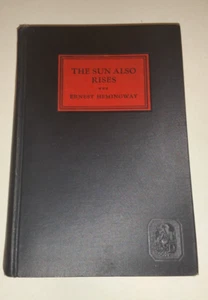 THE SUN ALSO
RISES
ERNEST HEMINGWAY